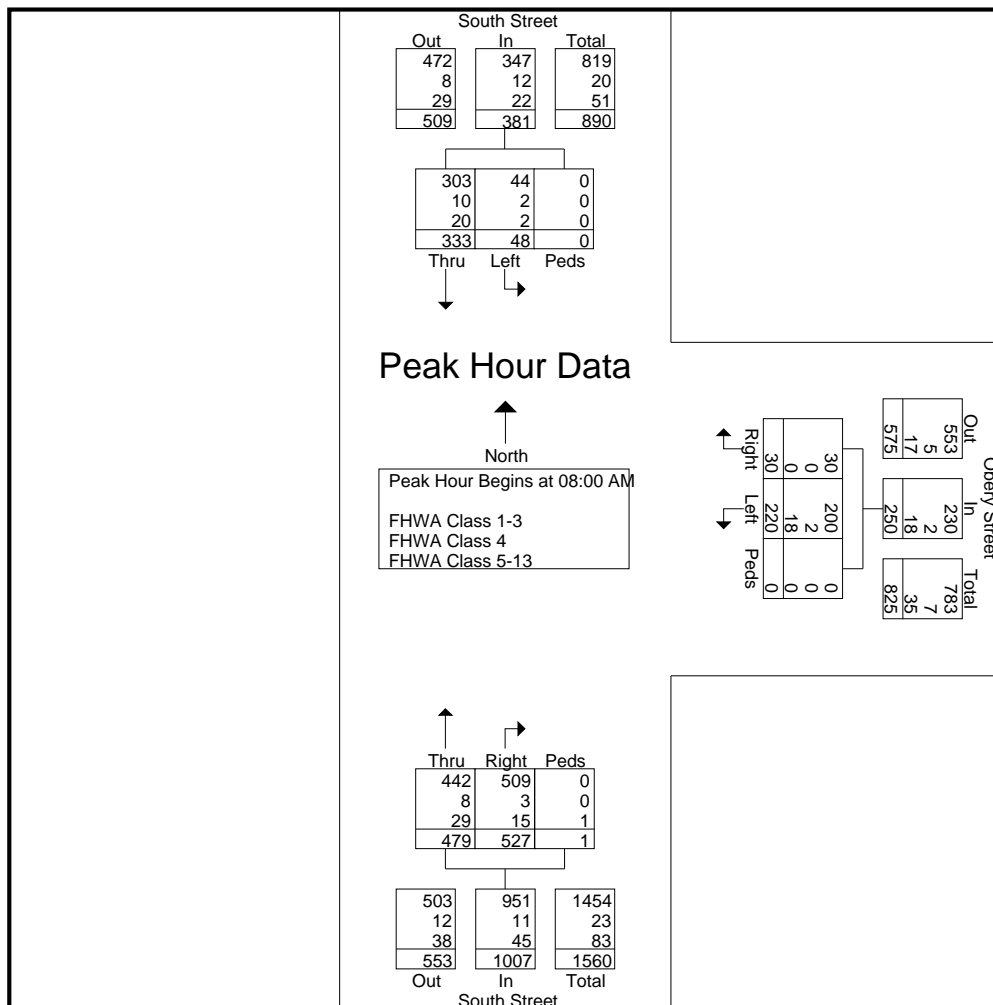 South Street
Out In Total
472 347 819
8 12 20
29 22 51
509 381 890
303 44 0
10 2 0
20 2 0
333 48 0
Thru Left Peds
Peak Hour Data
North
Peak Hour Begins at 08:00 AM
FHWA Class 1-3
FHWA Class 4
FHWA Class 5-13
Obery Street
Out In Total
553 230 783
5 2 7
17 18 35
575 250 825
30 200 0
0 2 0
0 18 0
30 220 0
Right Left Peds
Thru Right Peds
442 509 0
8 3 0
29 15 1
479 527 1
503 951 1454
12 11 23
38 45 83
553 1007 1560
Out In Total
South Street